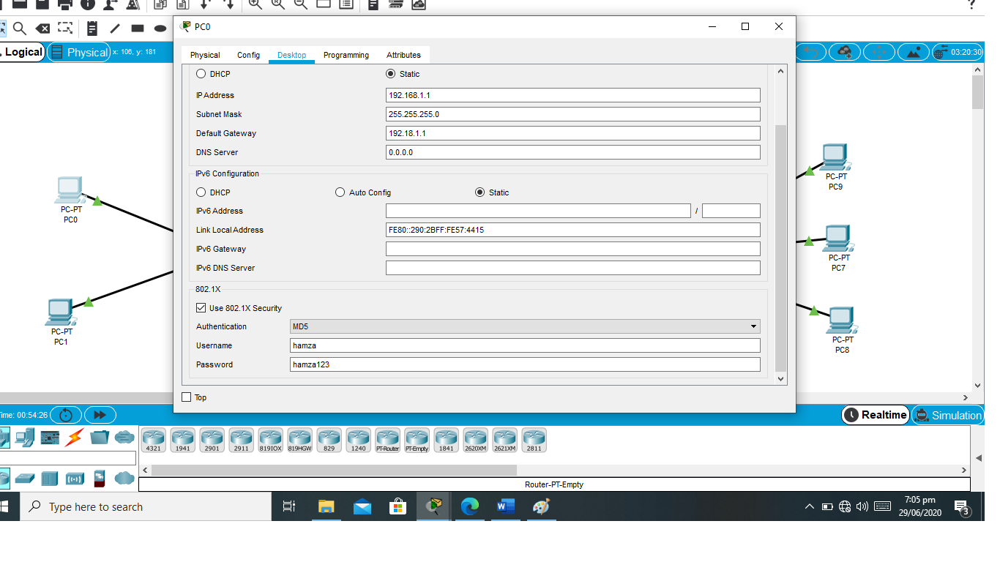 PC0
Logical
Physical
x: 106, y: 181
03:20:30
Physical Config Desktop Programming Attributes
DHCP Static
IP Address 192.168.1.1
Subnet Mask 255.255.255.0
Default Gateway 192.18.1.1
DNS Server 0.0.0.0
IPv6 Configuration
DHCP Auto Config Static
IPv6 Address /
Link Local Address FE80::290:2BFF:FE57:4415
IPv6 Gateway
IPv6 DNS Server
802.1X
Use 802.1X Security
Authentication MD5
Username hamza
Password hamza123
Top
PC-PT
PC0
PC-PT
PC1
PC-PT
PC9
PC-PT
PC7
PC-PT
PC8
Time: 00:54:26
Realtime
Simulation
4321 1941 2901 2911 819IOX 819HGW 829 1240 PT-Router PT-Empty 1841 2620XM 2621XM 2811
Router-PT-Empty
Type here to search
7:05 pm
29/06/2020
3